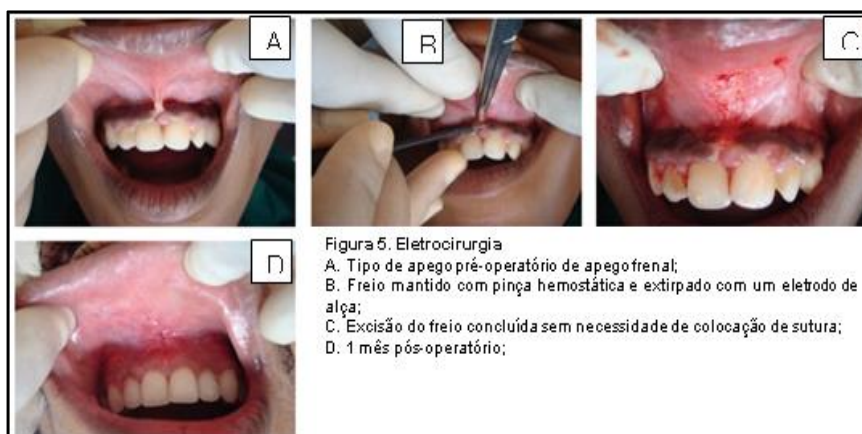 A
B
C
D
Figura 5. Eletrocirurgia
A. Tipo de apego pré-operatório de apego frenal;
B. Freio mantido com pinça hemostática e extirpado com um eletrodo de
alça;
C. Excisão do freio concluída sem necessidade de colocação de sutura;
D. 1 mês pós-operatório;